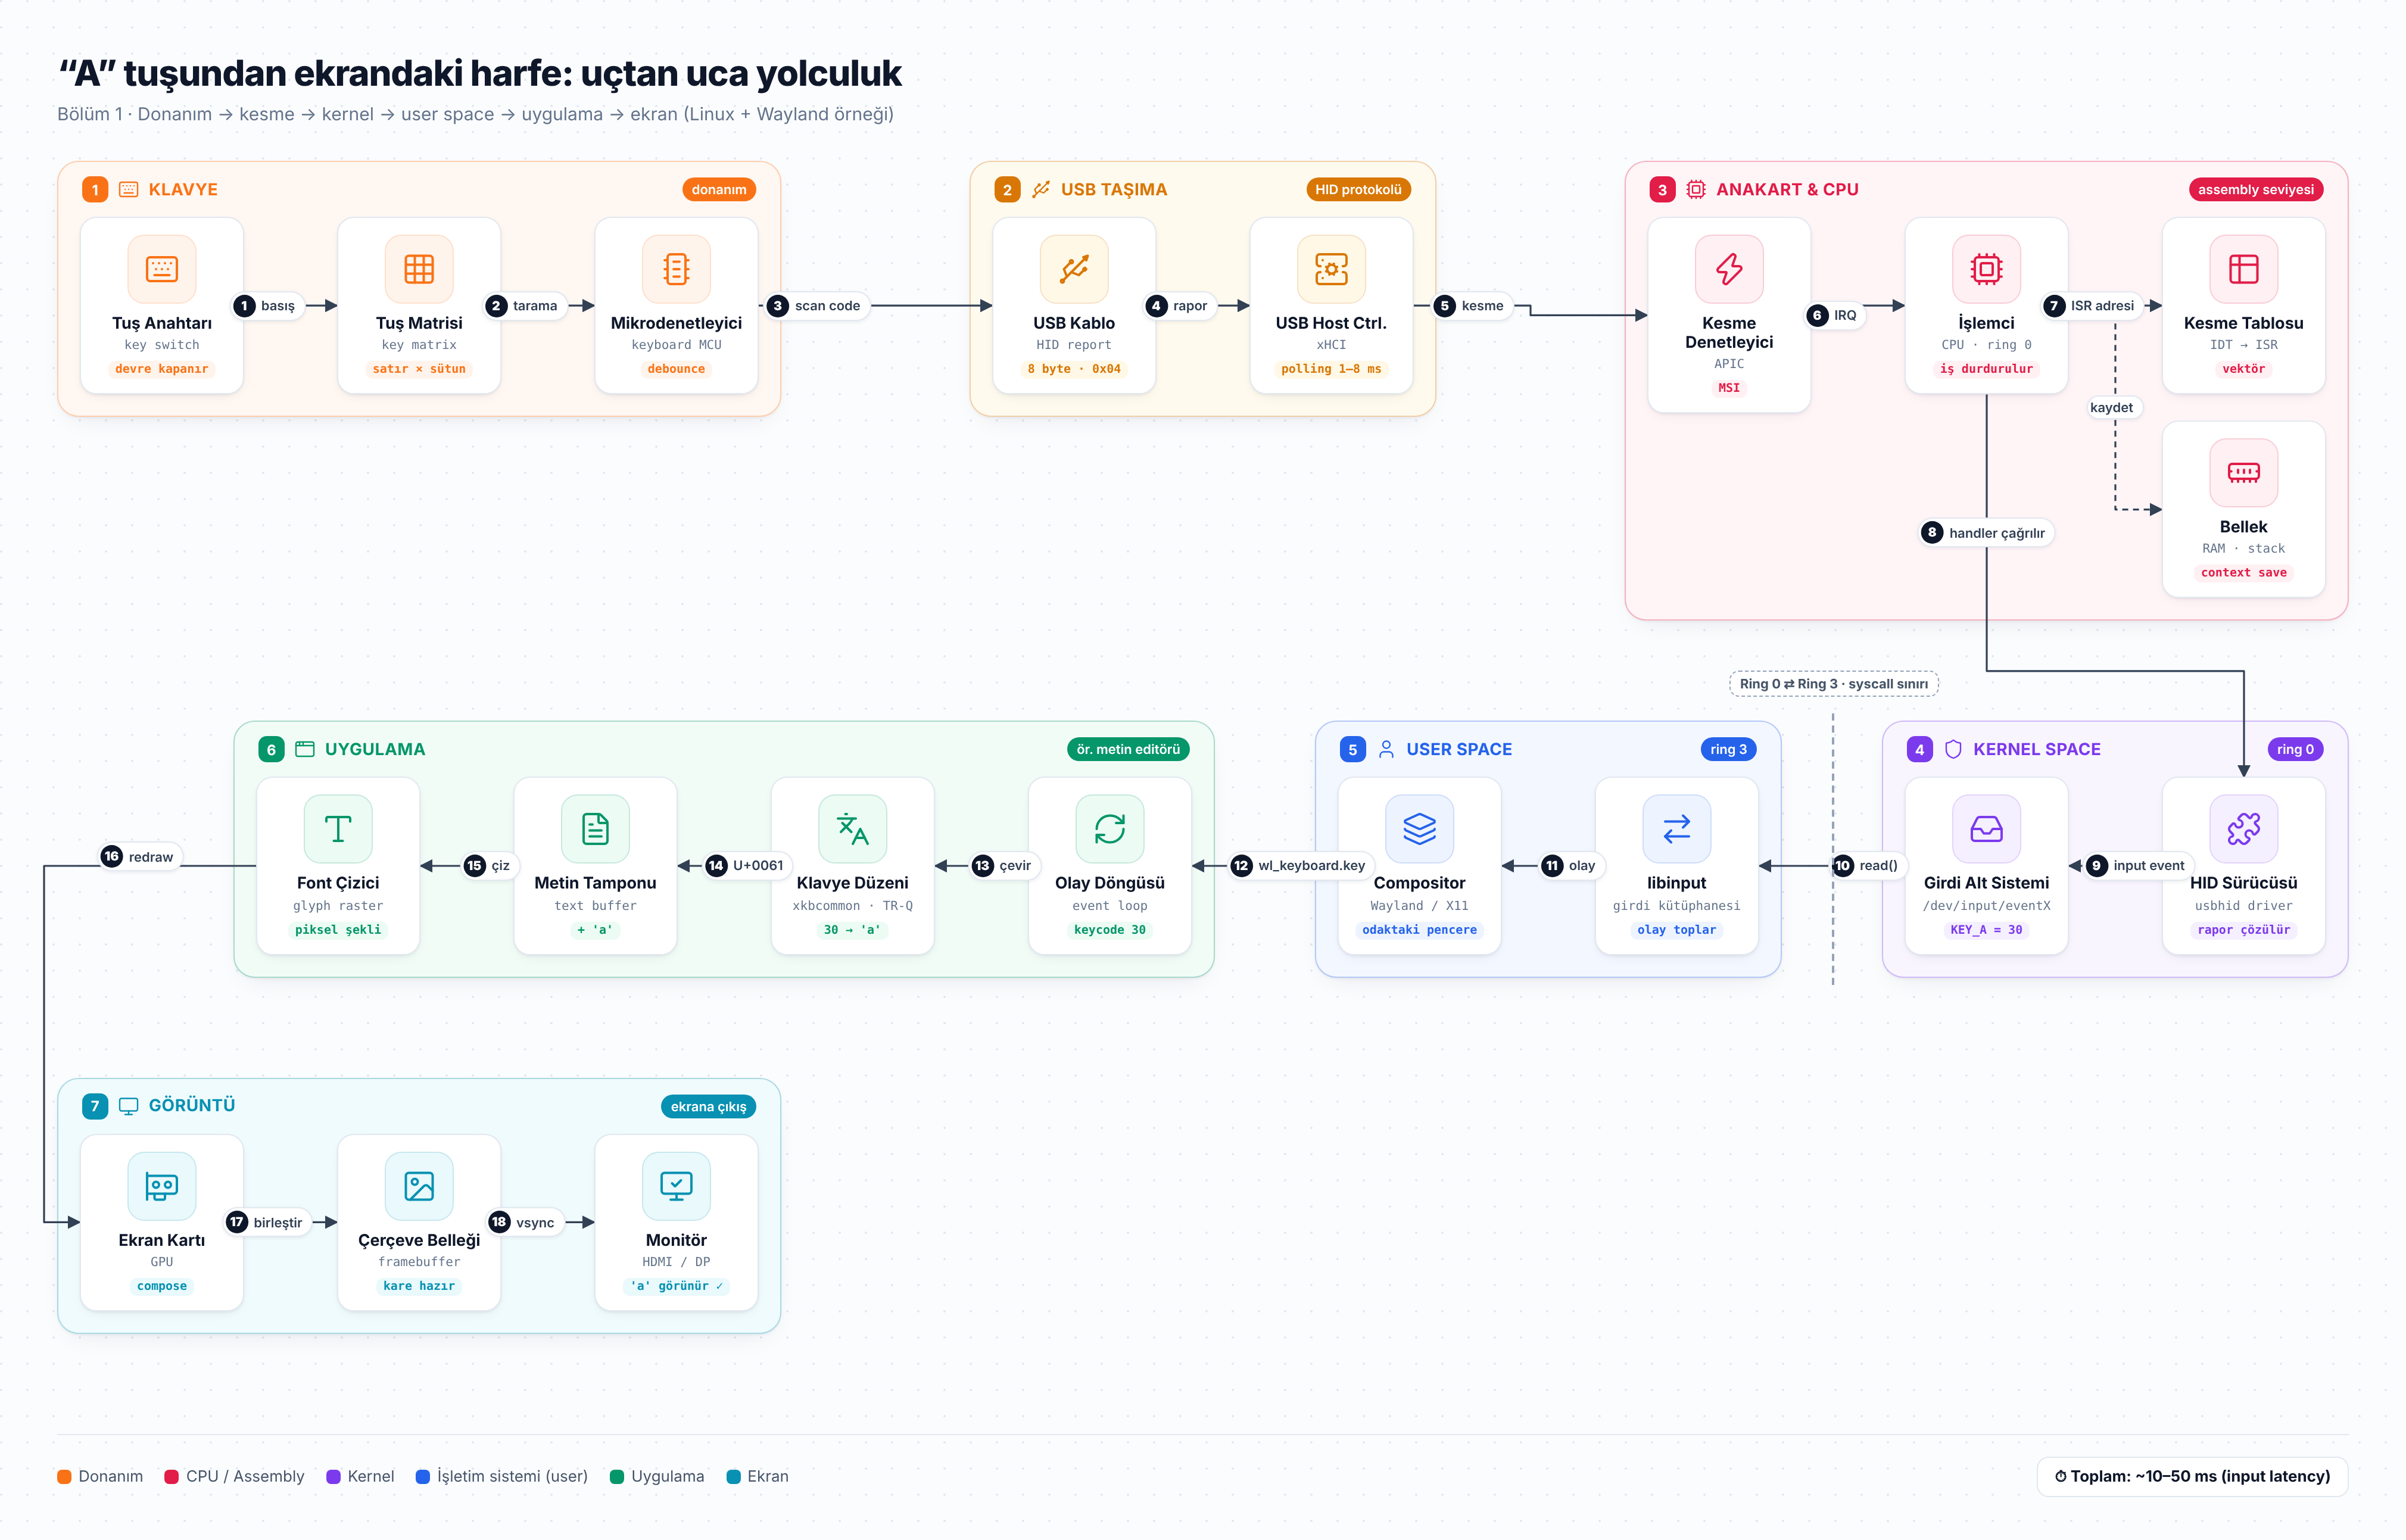 “A” tuşundan ekrandaki harfe: uçtan uca yolculuk
Bölüm 1 · Donanım → kesme → kernel → user space → uygulama → ekran (Linux + Wayland örneği)
1 KLAVYE donanım
Tuş Anahtarı
key switch
devre kapanır
1 basış
Tuş Matrisi
key matrix
satır × sütun
2 tarama
Mikrodenetleyici
keyboard MCU
debounce
3 scan code
2 USB TAŞIMA HID protokolü
USB Kablo
HID report
8 byte · 0x04
4 rapor
USB Host Ctrl.
xHCI
polling 1–8 ms
5 kesme
3 ANAKART & CPU assembly seviyesi
Kesme
Denetleyici
APIC
MSI
6 IRQ
İşlemci
CPU · ring 0
iş durdurulur
7 ISR adresi
Kesme Tablosu
IDT → ISR
vektör
kaydet
Bellek
RAM · stack
context save
8 handler çağrılır
Ring 0 ⇄ Ring 3 · syscall sınırı
4 KERNEL SPACE ring 0
HID Sürücüsü
usbhid driver
rapor çözülür
9 input event
Girdi Alt Sistemi
/dev/input/eventX
KEY_A = 30
10 read()
5 USER SPACE ring 3
libinput
girdi kütüphanesi
olay toplar
11 olay
Compositor
Wayland / X11
odaktaki pencere
12 wl_keyboard.key
6 UYGULAMA ör. metin editörü
Olay Döngüsü
event loop
keycode 30
13 çevir
Klavye Düzeni
xkbcommon · TR-Q
30 → 'a'
14 U+0061
Metin Tamponu
text buffer
+ 'a'
15 çiz
Font Çizici
glyph raster
piksel şekli
16 redraw
7 GÖRÜNTÜ ekrana çıkış
Ekran Kartı
GPU
compose
17 birleştir
Çerçeve Belleği
framebuffer
kare hazır
18 vsync
Monitör
HDMI / DP
'a' görünür ✓
Donanım CPU / Assembly Kernel İşletim sistemi (user) Uygulama Ekran
⏱ Toplam: ~10–50 ms (input latency)